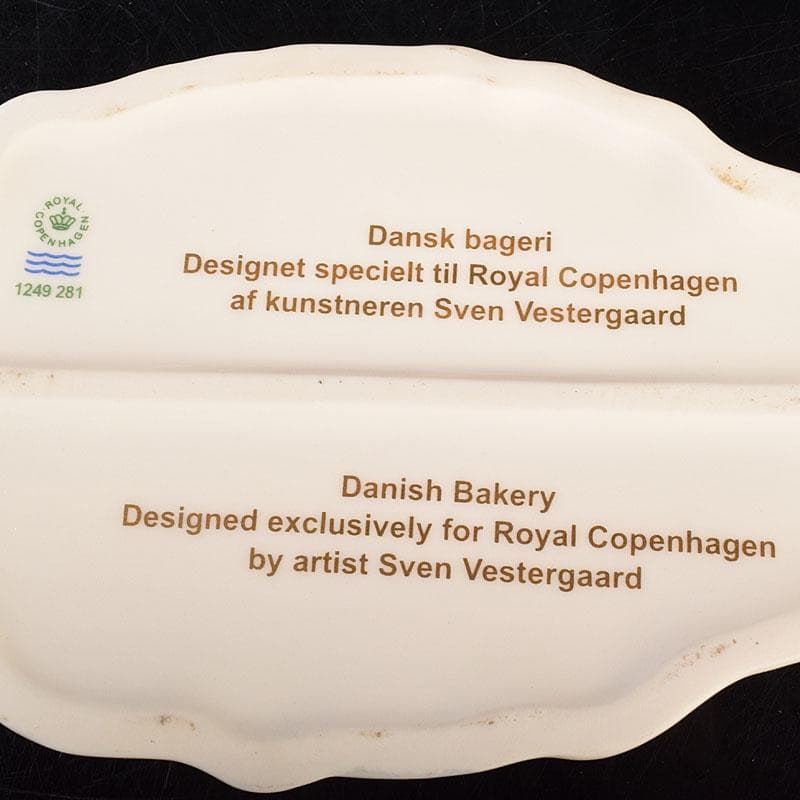 ROYAL COPENHAGEN
1249 281
Dansk bageri
Designet specielt til Royal Copenhagen
af kunstneren Sven Vestergaard
Danish Bakery
Designed exclusively for Royal Copenhagen
by artist Sven Vestergaard